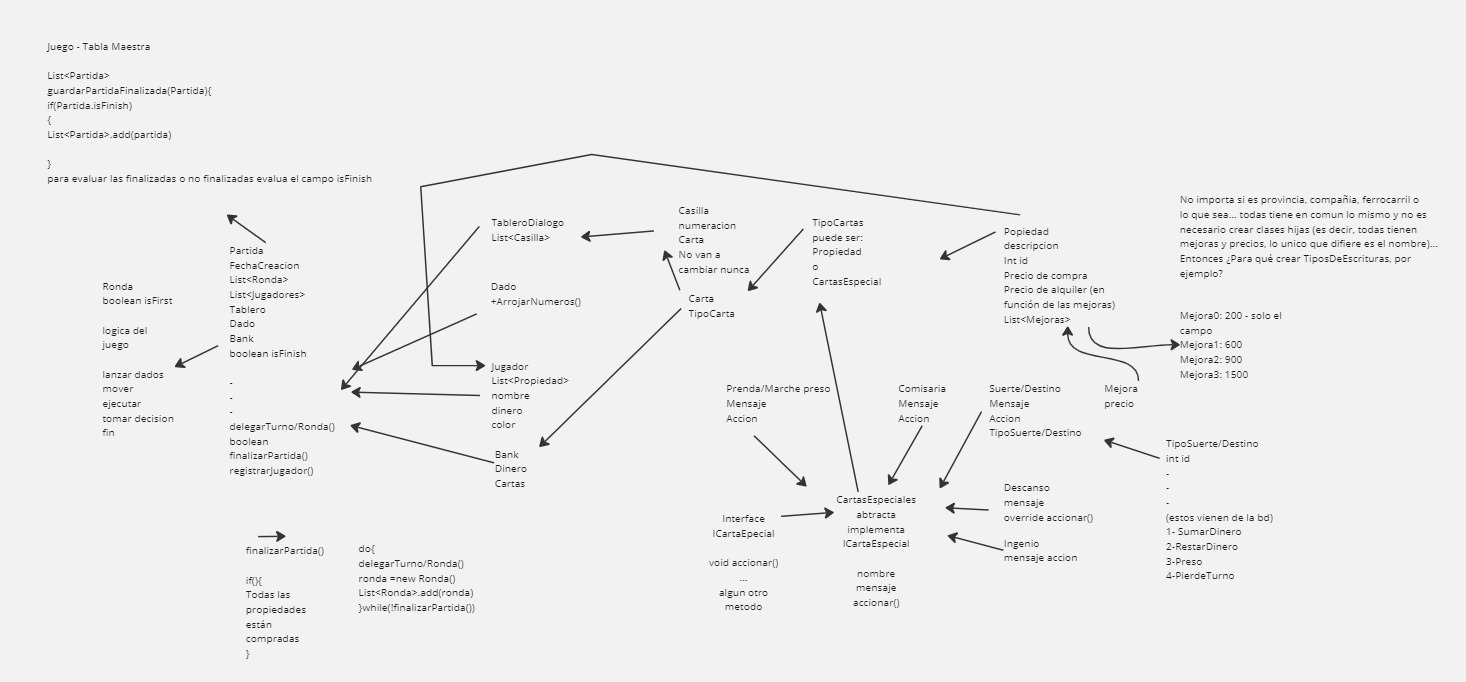 Juego - Tabla Maestra
List<Partida>
guardarPartidaFinalizada(Partida){
if(Partida.isFinish)
{
List<Partida>.add(partida)
}
para evaluar las finalizadas o no finalizadas evalua el campo isFinish
Ronda
boolean isFirst
logica del
juego
lanzar dados
mover
ejecutar
tomar decision
fin
Partida
FechaCreacion
List<Ronda>
List<Jugadores>
Tablero
Dado
Bank
boolean isFinish
-
-
-
delegarTurno/Ronda()
boolean
finalizarPartida()
registrarJugador()
finalizarPartida()
if(){
Todas las
propiedades
están
compradas
}
do{
delegarTurno/Ronda()
ronda =new Ronda()
List<Ronda>.add(ronda)
}while(!finalizarPartida())
TableroDialogo
List<Casilla>
Dado
+ArrojarNumeros()
Jugador
List<Propiedad>
nombre
dinero
color
Bank
Dinero
Cartas
Casilla
numeracion
Carta
No van a
cambiar nunca
Carta
TipoCarta
TipoCartas
puede ser:
Propiedad
o
CartasEspecial
Popiedad
descripcion
Int id
Precio de compra
Precio de alquiler (en
función de las mejoras)
List<Mejoras>
No importa si es provincia, compañia, ferrocarril o
lo que sea... todas tiene en comun lo mismo y no es
necesario crear clases hijas (es decir, todas tienen
mejoras y precios, lo unico que difiere es el nombre)...
Entonces ¿Para qué crear TiposDeEscrituras, por
ejemplo?
Mejora0: 200 - solo el
campo
Mejora1: 600
Mejora2: 900
Mejora3: 1500
Prenda/Marche preso
Mensaje
Accion
Comisaria
Mensaje
Accion
Suerte/Destino
Mensaje
Accion
TipoSuerte/Destino
Mejora
precio
TipoSuerte/Destino
int id
-
-
-
(estos vienen de la bd)
1- SumarDinero
2-RestarDinero
3-Preso
4-PierdeTurno
Interface
ICartaEpecial
void accionar()
...
algun otro
metodo
CartasEspeciales
abtracta
implementa
ICartaEspecial
nombre
mensaje
accionar()
Descanso
mensaje
override accionar()
Ingenio
mensaje accion